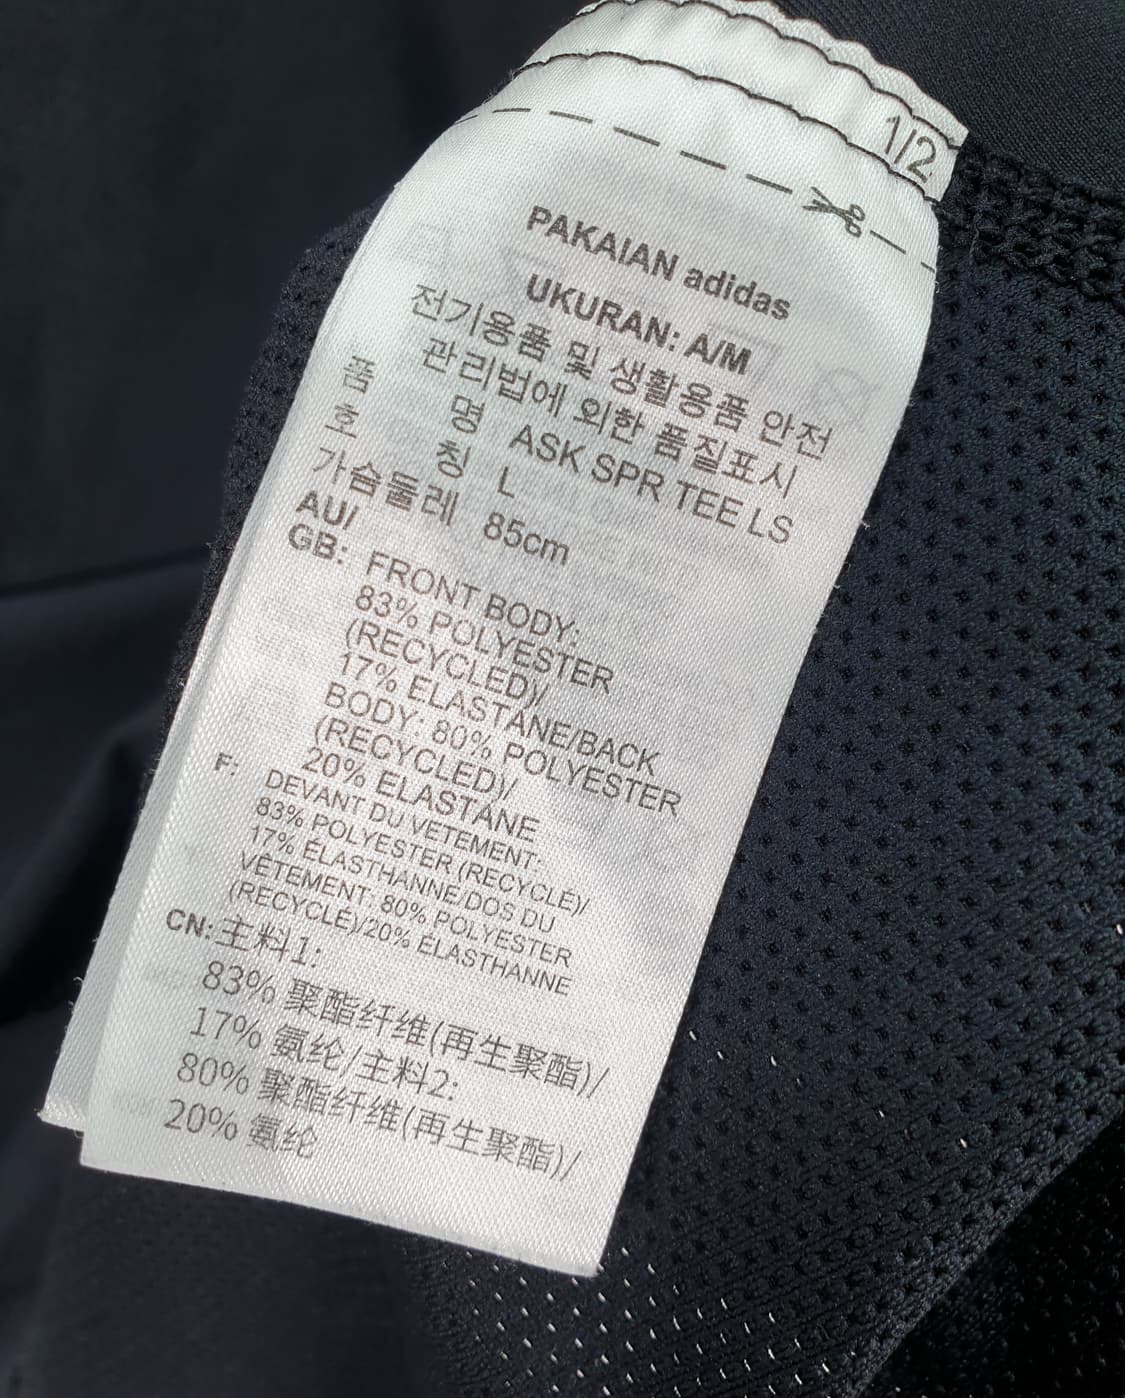 1/2
PAKAIAN adidas
UKURAN: A/M
전기용품 및 생활용품 안전
관리법에 의한 품질표시
품 명 ASK SPR TEE LS
호 칭 L
가슴둘레 85cm
AU/
GB: FRONT BODY:
83% POLYESTER
(RECYCLED)/
17% ELASTANE/BACK
BODY: 80% POLYESTER
(RECYCLED)/
20% ELASTANE
F: DEVANT DU VETEMENT:
83% POLYESTER (RECYCLÉ)/
17% ÉLASTHANNE/DOS DU
VÊTEMENT: 80% POLYESTER
(RECYCLÉ)/20% ÉLASTHANNE
CN: 主料1:
83% 聚酯纤维(再生聚酯)/
17% 氨纶/主料2:
80% 聚酯纤维(再生聚酯)/
20% 氨纶